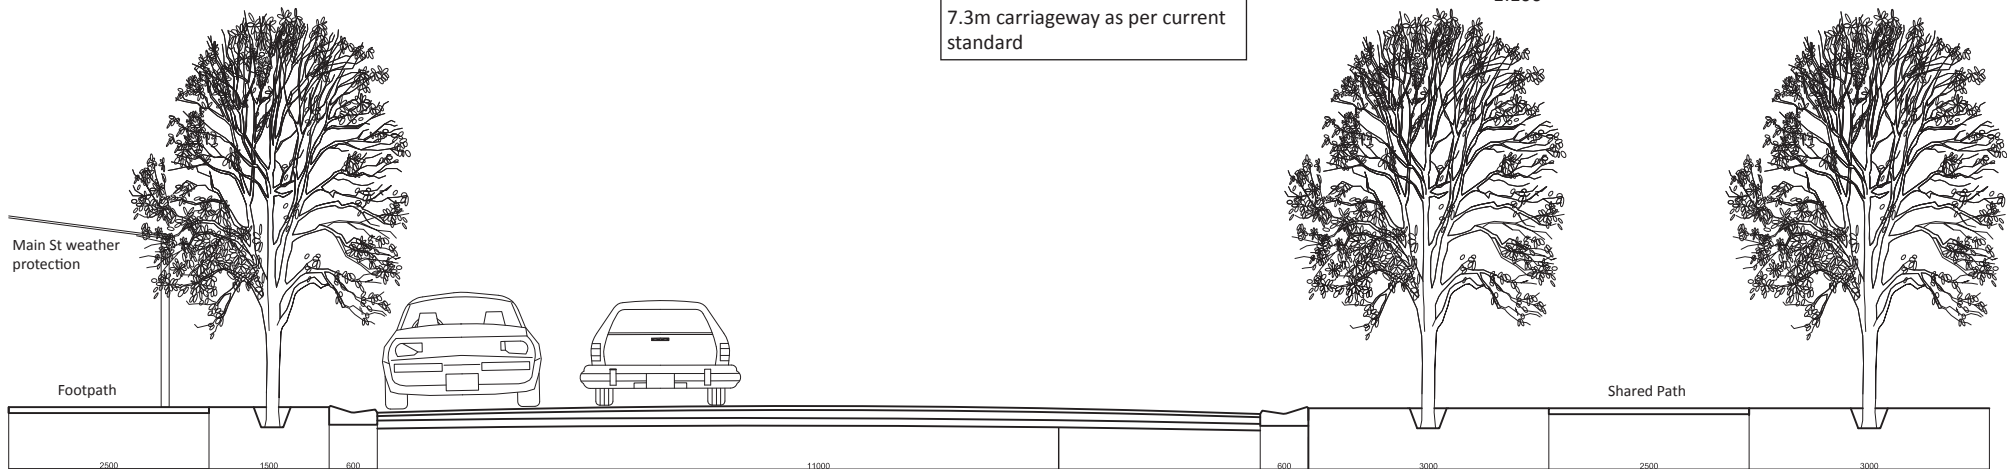 7.3m carriageway as per current
standard
Main St weather
protection
Footpath
Shared Path
2500
1500
600
11000
600
3000
2500
3000